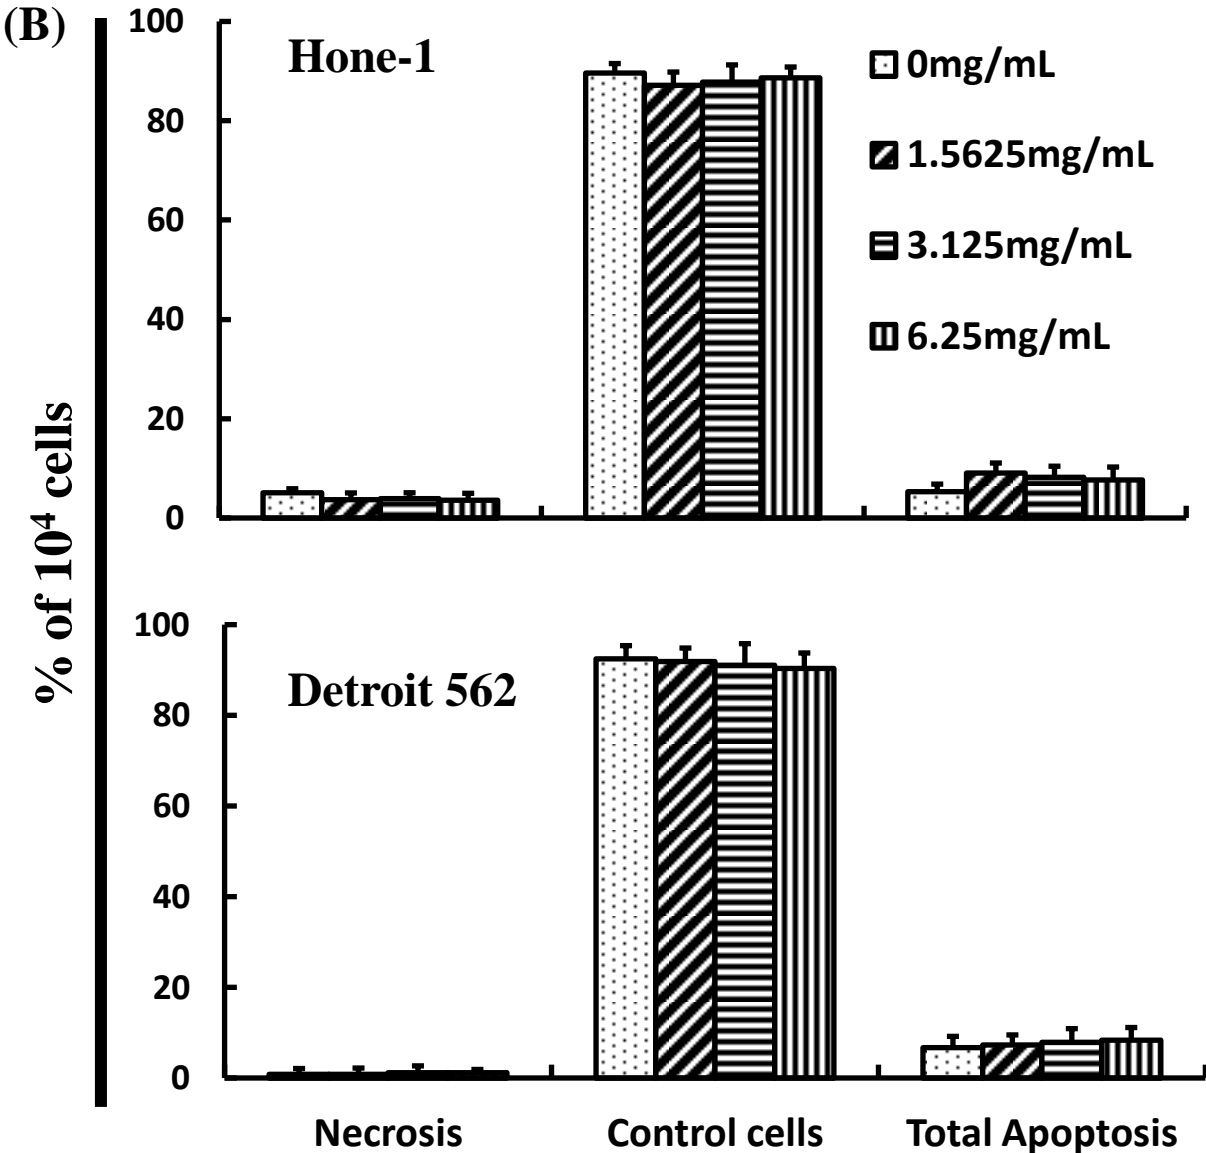 (B)
% of 10⁴ cells
100
80
60
40
20
0
Hone-1
0mg/mL
1.5625mg/mL
3.125mg/mL
6.25mg/mL
100
80
60
40
20
0
Detroit 562
Necrosis
Control cells
Total Apoptosis